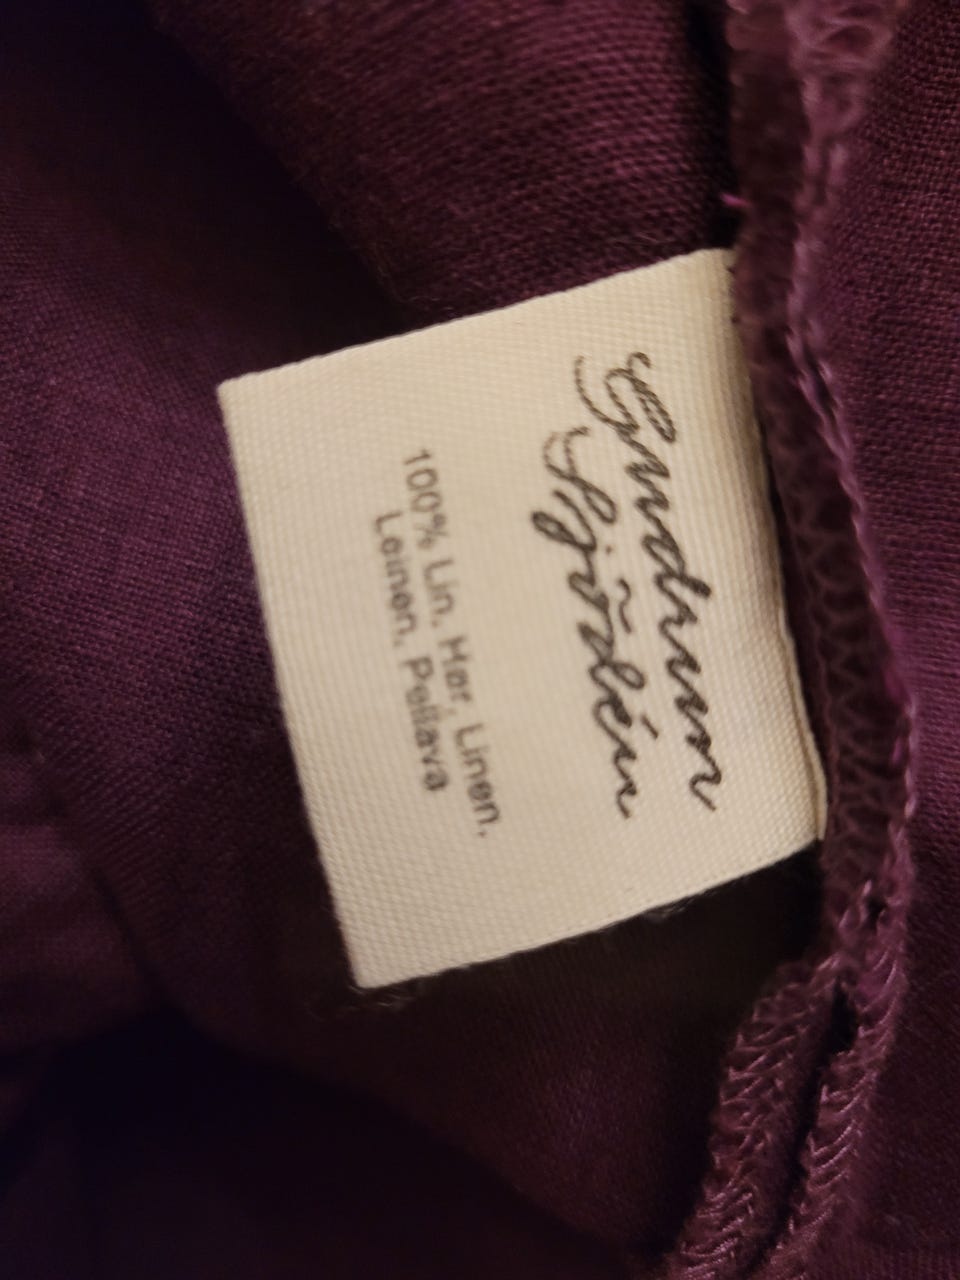 Gudrun
Sjödén
100% Lin. Hør, Linen.
Leinen. Pellava